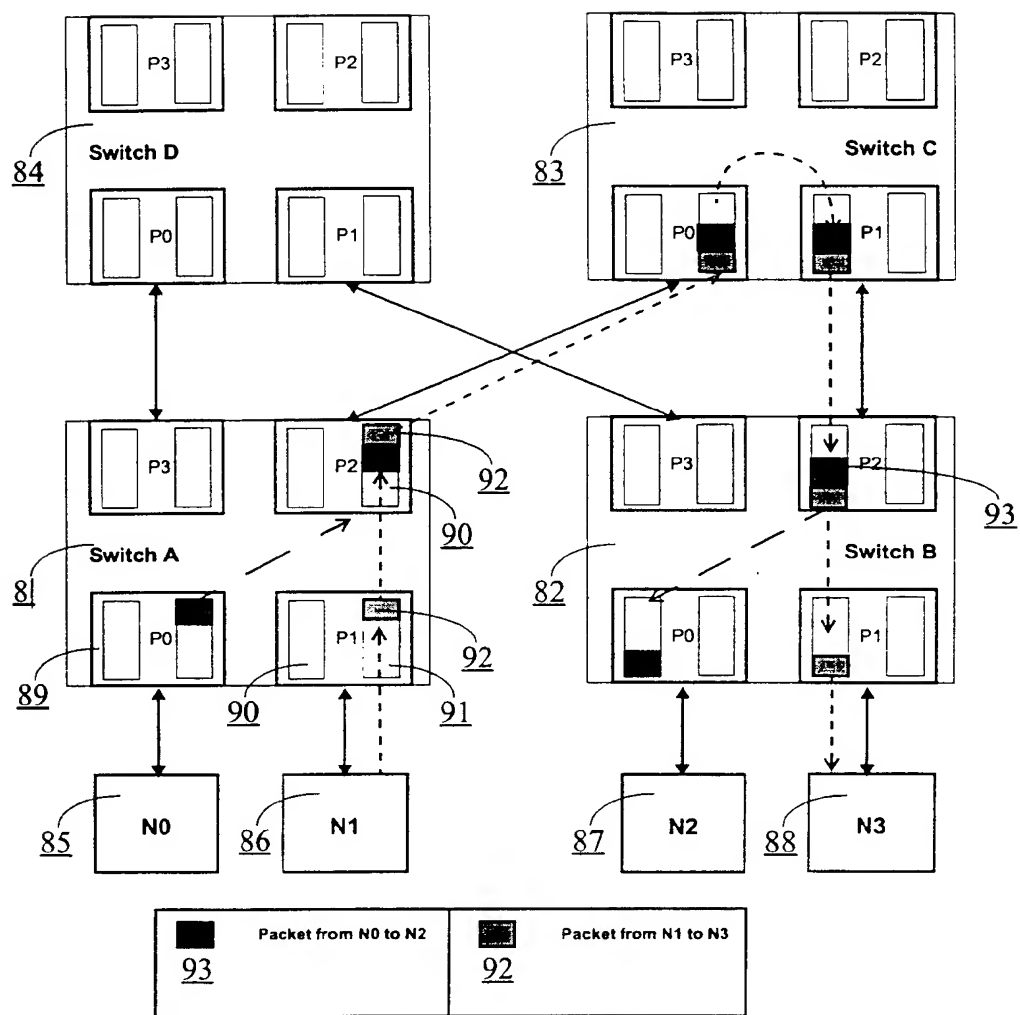 P3
P2
P3
P2
84
Switch D
83
Switch C
P0
P1
P0
P1
P3
P2
92
90
P3
P2
93
81
Switch A
82
Switch B
P0
P1
92
P0
P1
89
90
91
85
N0
86
N1
87
N2
88
N3
Packet from N0 to N2
93
Packet from N1 to N3
92